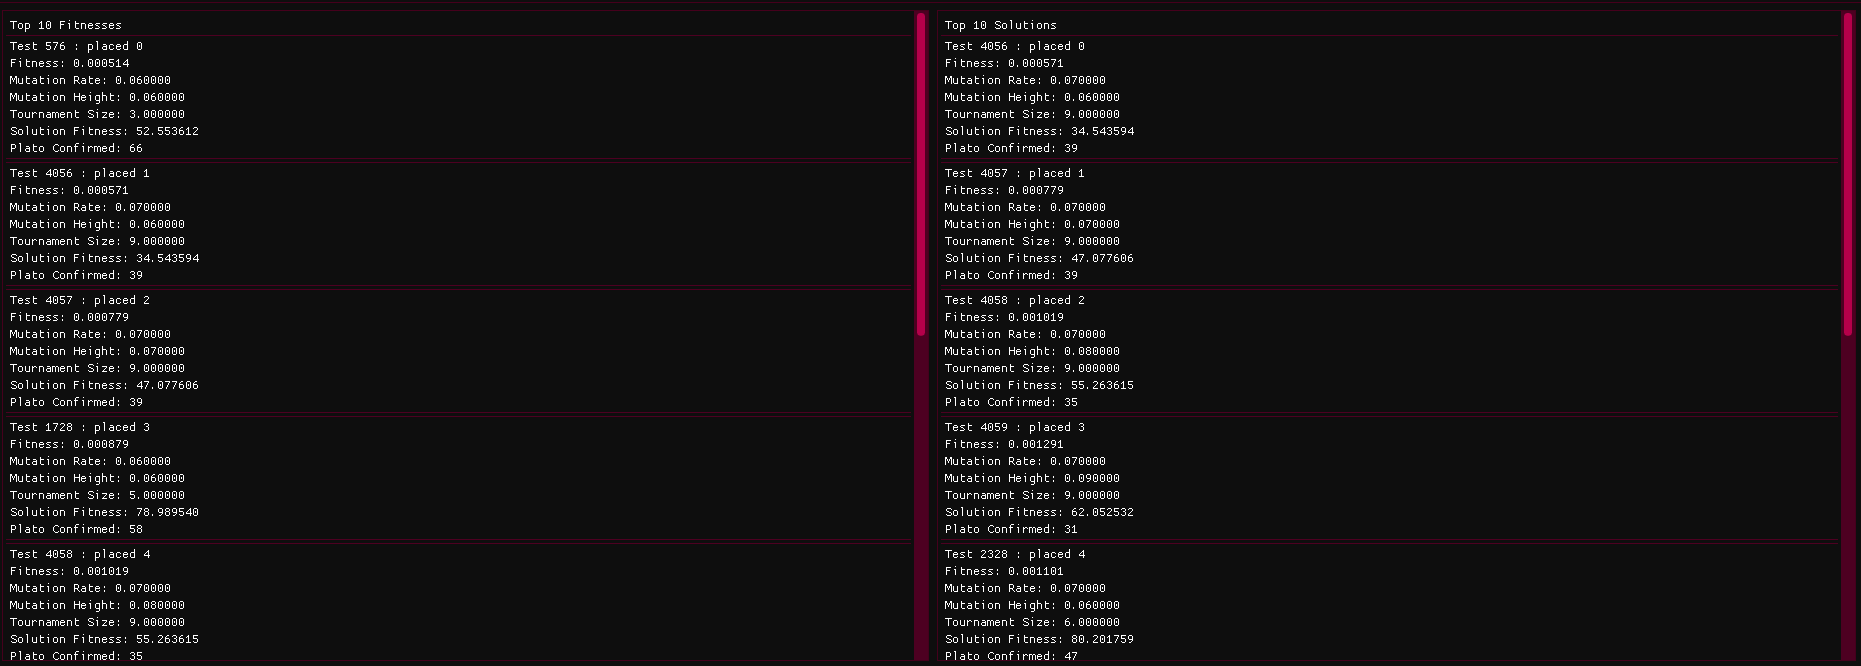 Top 10 Fitnesses
Test 576 : placed 0
Fitness: 0.000514
Mutation Rate: 0.060000
Mutation Height: 0.060000
Tournament Size: 3.000000
Solution Fitness: 52.553612
Plato Confirmed: 66
Test 4056 : placed 1
Fitness: 0.000571
Mutation Rate: 0.070000
Mutation Height: 0.060000
Tournament Size: 9.000000
Solution Fitness: 34.543594
Plato Confirmed: 39
Test 4057 : placed 2
Fitness: 0.000779
Mutation Rate: 0.070000
Mutation Height: 0.070000
Tournament Size: 9.000000
Solution Fitness: 47.077606
Plato Confirmed: 39
Test 1728 : placed 3
Fitness: 0.000879
Mutation Rate: 0.060000
Mutation Height: 0.060000
Tournament Size: 5.000000
Solution Fitness: 78.989540
Plato Confirmed: 58
Test 4058 : placed 4
Fitness: 0.001019
Mutation Rate: 0.070000
Mutation Height: 0.080000
Tournament Size: 9.000000
Solution Fitness: 55.263615
Plato Confirmed: 35
Top 10 Solutions
Test 4056 : placed 0
Fitness: 0.000571
Mutation Rate: 0.070000
Mutation Height: 0.060000
Tournament Size: 9.000000
Solution Fitness: 34.543594
Plato Confirmed: 39
Test 4057 : placed 1
Fitness: 0.000779
Mutation Rate: 0.070000
Mutation Height: 0.070000
Tournament Size: 9.000000
Solution Fitness: 47.077606
Plato Confirmed: 39
Test 4058 : placed 2
Fitness: 0.001019
Mutation Rate: 0.070000
Mutation Height: 0.080000
Tournament Size: 9.000000
Solution Fitness: 55.263615
Plato Confirmed: 35
Test 4059 : placed 3
Fitness: 0.001291
Mutation Rate: 0.070000
Mutation Height: 0.090000
Tournament Size: 9.000000
Solution Fitness: 62.052532
Plato Confirmed: 31
Test 2328 : placed 4
Fitness: 0.001101
Mutation Rate: 0.070000
Mutation Height: 0.060000
Tournament Size: 6.000000
Solution Fitness: 80.201759
Plato Confirmed: 47